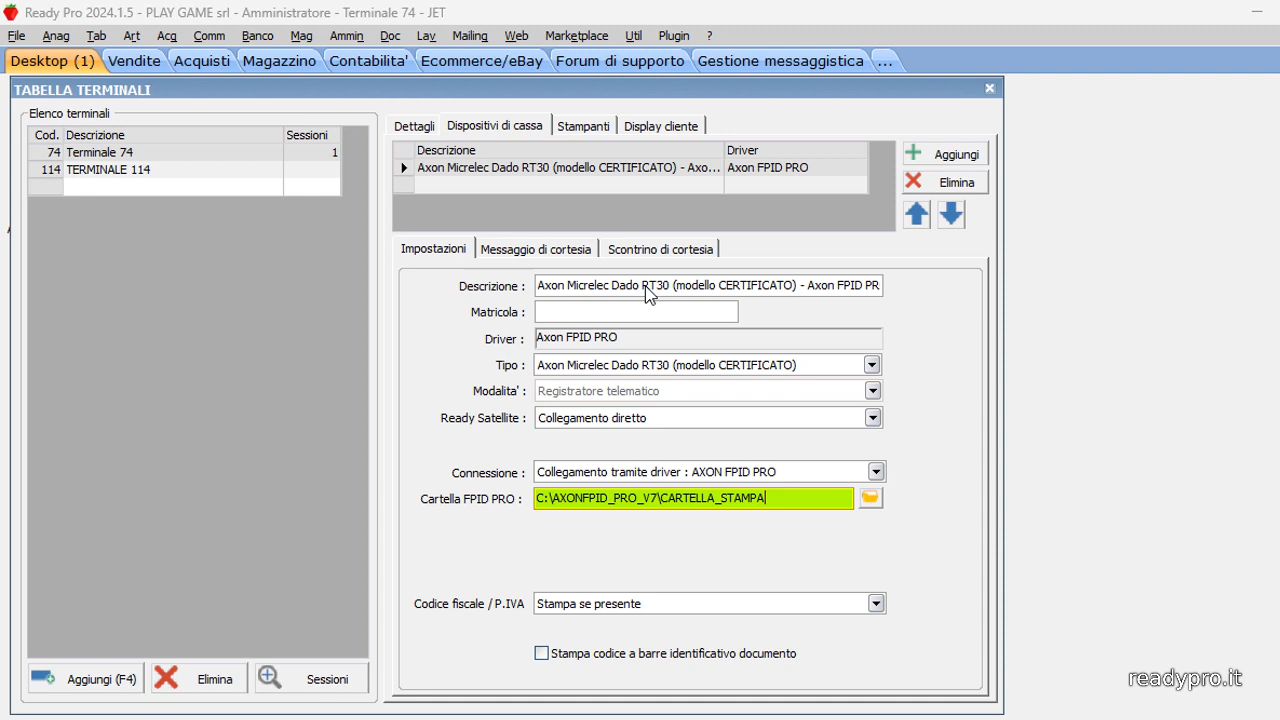 Ready Pro 2024.1.5 - PLAY GAME srl - Amministratore - Terminale 74 - JET
File Anag Tab Art Acq Comm Banco Mag Ammin Doc Lay Mailing Web Marketplace Util Plugin ?
Desktop (1) Vendite Acquisti Magazzino Contabilita' Ecommerce/eBay Forum di supporto Gestione messaggistica ...
TABELLA TERMINALI
Elenco terminali
Cod. Descrizione Sessioni
74 Terminale 74 1
114 TERMINALE 114
Aggiungi (F4) Elimina Sessioni
Dettagli Dispositivi di cassa Stampanti Display cliente
Descrizione Driver
Axon Micrelec Dado RT30 (modello CERTIFICATO) - Axo... Axon FPID PRO
Aggiungi
Elimina
Impostazioni Messaggio di cortesia Scontrino di cortesia
Descrizione : Axon Micrelec Dado RT30 (modello CERTIFICATO) - Axon FPID PR
Matricola :
Driver : Axon FPID PRO
Tipo : Axon Micrelec Dado RT30 (modello CERTIFICATO)
Modalita' : Registratore telematico
Ready Satellite : Collegamento diretto
Connessione : Collegamento tramite driver : AXON FPID PRO
Cartella FPID PRO : C:\AXONFPID_PRO_V7\CARTELLA_STAMPA
Codice fiscale / P.IVA Stampa se presente
Stampa codice a barre identificativo documento
readypro.it